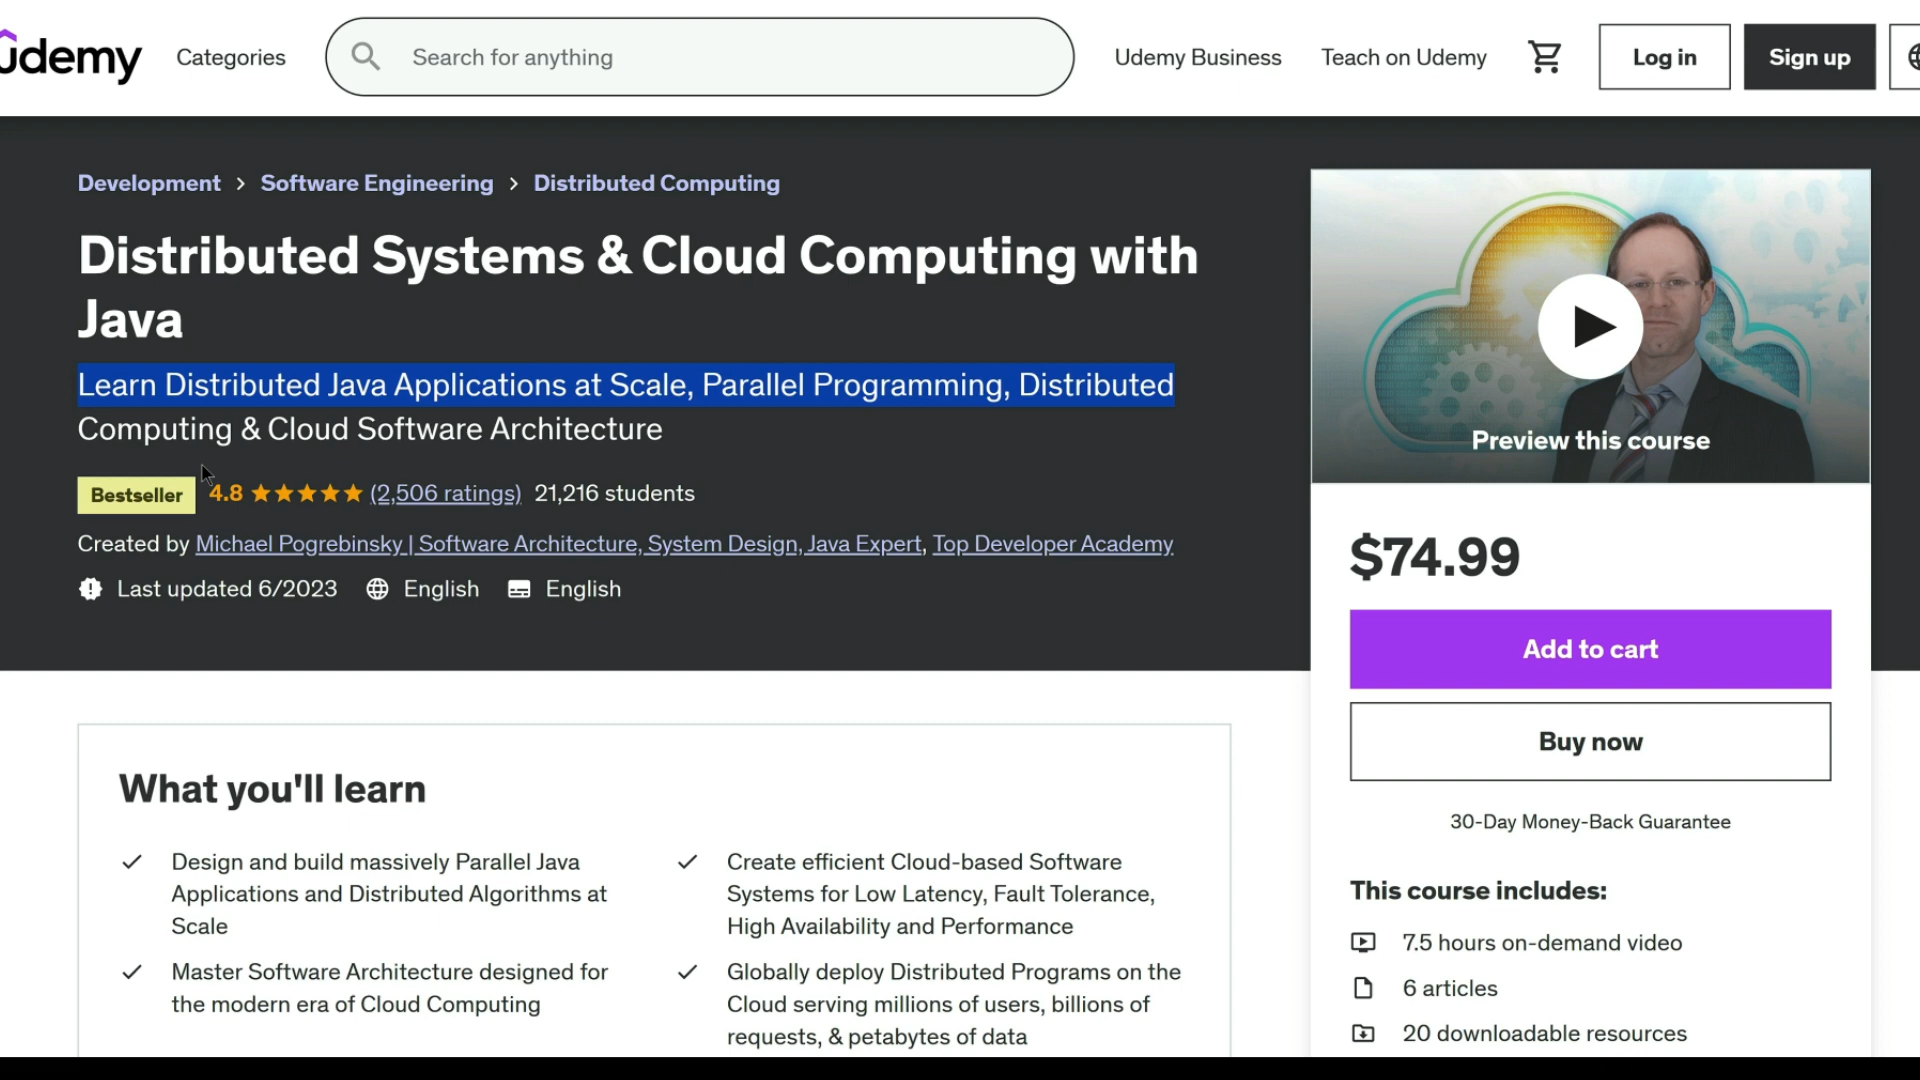 udemy
Categories
Search for anything
Udemy Business
Teach on Udemy
Log in
Sign up
Development > Software Engineering > Distributed Computing
Distributed Systems & Cloud Computing with
Java
Learn Distributed Java Applications at Scale, Parallel Programming, Distributed
Computing & Cloud Software Architecture
Bestseller 4.8 (2,506 ratings) 21,216 students
Created by Michael Pogrebinsky | Software Architecture, System Design, Java Expert, Top Developer Academy
Last updated 6/2023 English English
Preview this course
$74.99
Add to cart
Buy now
30-Day Money-Back Guarantee
This course includes:
7.5 hours on-demand video
6 articles
20 downloadable resources
What you'll learn
Design and build massively Parallel Java
Applications and Distributed Algorithms at
Scale
Create efficient Cloud-based Software
Systems for Low Latency, Fault Tolerance,
High Availability and Performance
Master Software Architecture designed for
the modern era of Cloud Computing
Globally deploy Distributed Programs on the
Cloud serving millions of users, billions of
requests, & petabytes of data